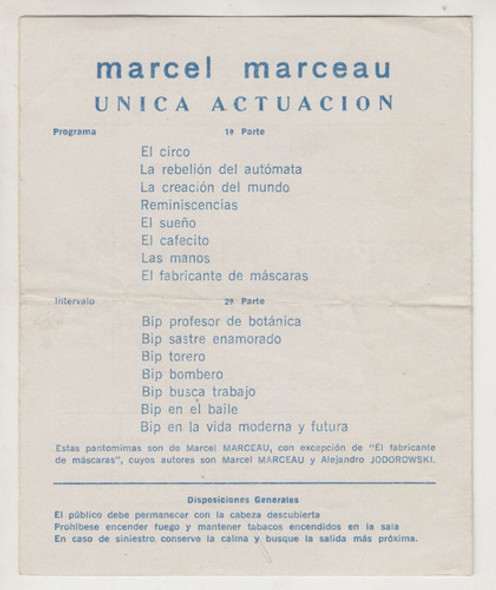 marcel marceau
UNICA ACTUACION
Programa 1ª Parte
El circo
La rebelión del autómata
La creación del mundo
Reminiscencias
El sueño
El cafecito
Las manos
El fabricante de máscaras
Intervalo 2ª Parte
Bip profesor de botánica
Bip sastre enamorado
Bip torero
Bip bombero
Bip busca trabajo
Bip en el baile
Bip en la vida moderna y futura
Estas pantomimas son de Marcel MARCEAU, con excepción de "El fabricante
de máscaras", cuyos autores son Marcel MARCEAU y Alejandro JODOROWSKI.
Disposiciones Generales
El público debe permanecer con la cabeza descubierta
Prohíbese encender fuego y mantener tabacos encendidos en la sala
En caso de siniestro conserve la calma y busque la salida más próxima.